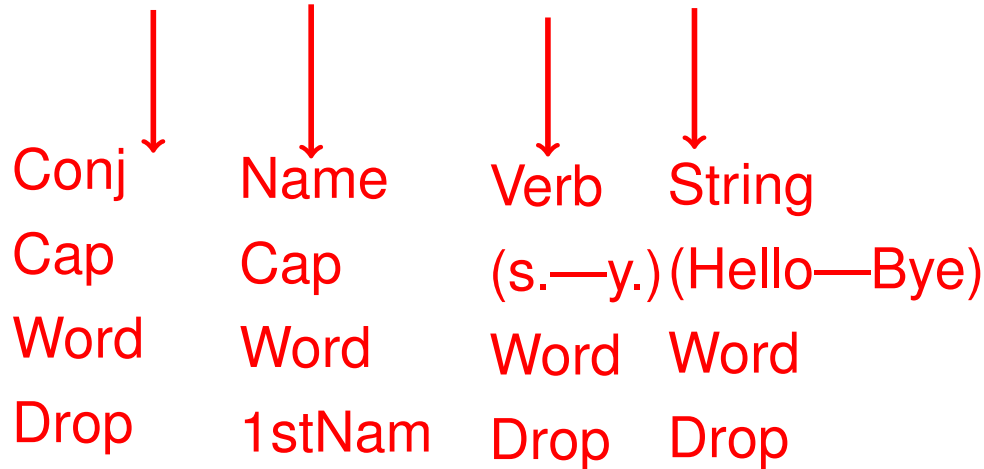 Conj Name Verb String
Cap Cap (s.—y.) (Hello—Bye)
Word Word Word Word
Drop 1stNam Drop Drop